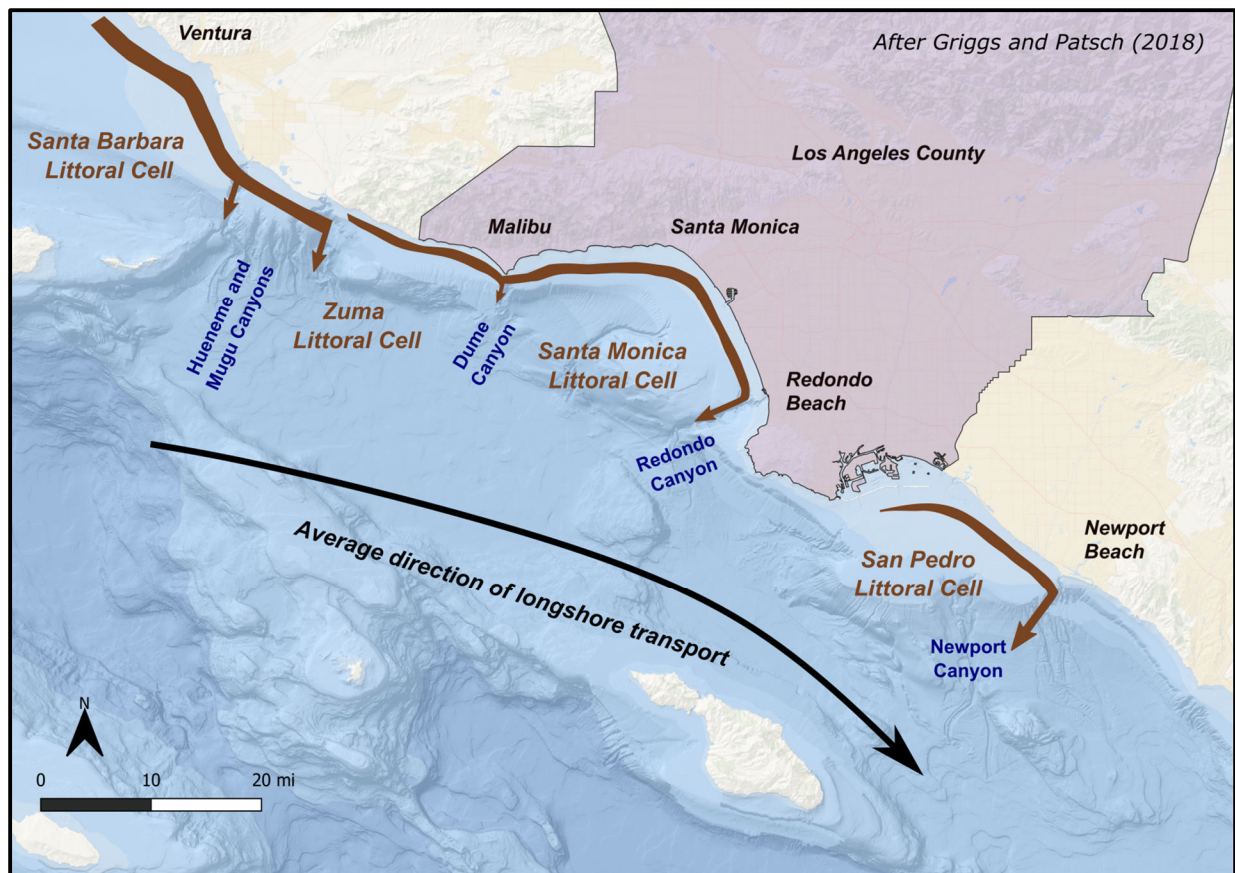 Ventura
After Griggs and Patsch (2018)
Santa Barbara
Littoral Cell
Los Angeles County
Malibu
Santa Monica
Hueneme and
Mugu Canyons
Zuma
Littoral Cell
Dume
Canyon
Santa Monica
Littoral Cell
Redondo
Beach
Redondo
Canyon
Average direction of longshore transport
San Pedro
Littoral Cell
Newport
Beach
Newport
Canyon
N
0 10 20 mi